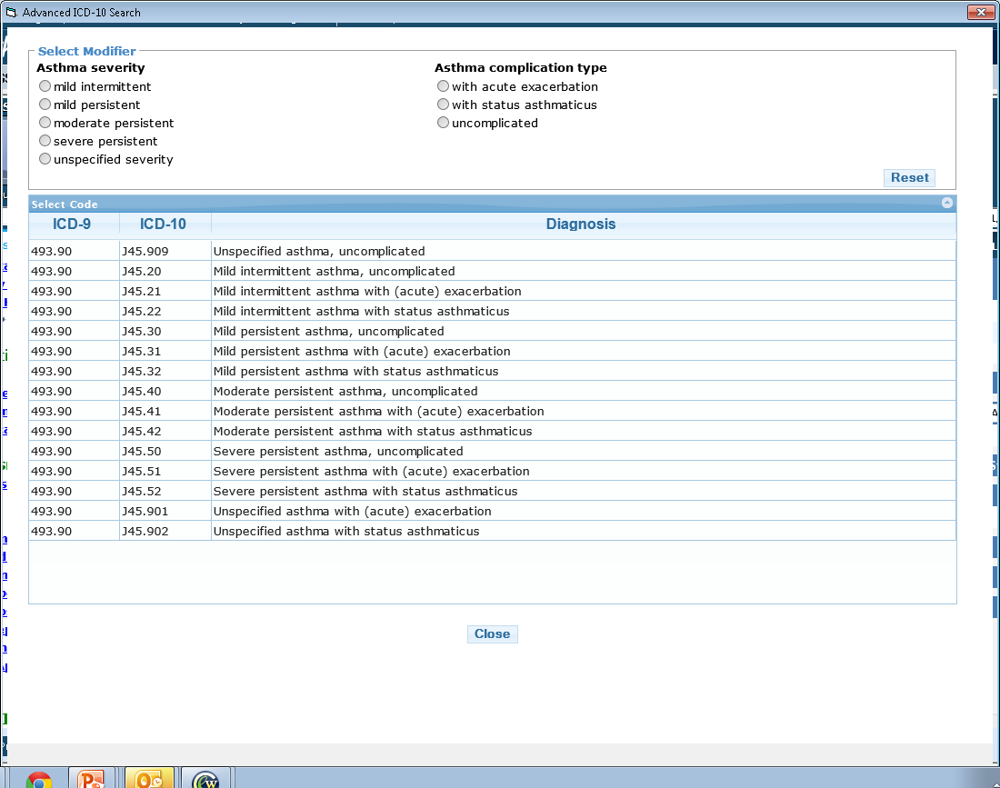 Advanced ICD-10 Search
Select Modifier
Asthma severity
mild intermittent
mild persistent
moderate persistent
severe persistent
unspecified severity
Asthma complication type
with acute exacerbation
with status asthmaticus
uncomplicated
Reset
Select Code
ICD-9 ICD-10 Diagnosis
493.90 J45.909 Unspecified asthma, uncomplicated
493.90 J45.20 Mild intermittent asthma, uncomplicated
493.90 J45.21 Mild intermittent asthma with (acute) exacerbation
493.90 J45.22 Mild intermittent asthma with status asthmaticus
493.90 J45.30 Mild persistent asthma, uncomplicated
493.90 J45.31 Mild persistent asthma with (acute) exacerbation
493.90 J45.32 Mild persistent asthma with status asthmaticus
493.90 J45.40 Moderate persistent asthma, uncomplicated
493.90 J45.41 Moderate persistent asthma with (acute) exacerbation
493.90 J45.42 Moderate persistent asthma with status asthmaticus
493.90 J45.50 Severe persistent asthma, uncomplicated
493.90 J45.51 Severe persistent asthma with (acute) exacerbation
493.90 J45.52 Severe persistent asthma with status asthmaticus
493.90 J45.901 Unspecified asthma with (acute) exacerbation
493.90 J45.902 Unspecified asthma with status asthmaticus
Close